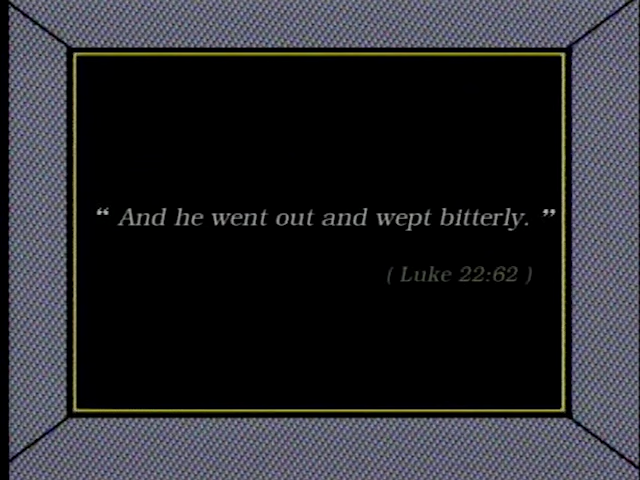 “ And he went out and wept bitterly. ”
( Luke 22:62 )